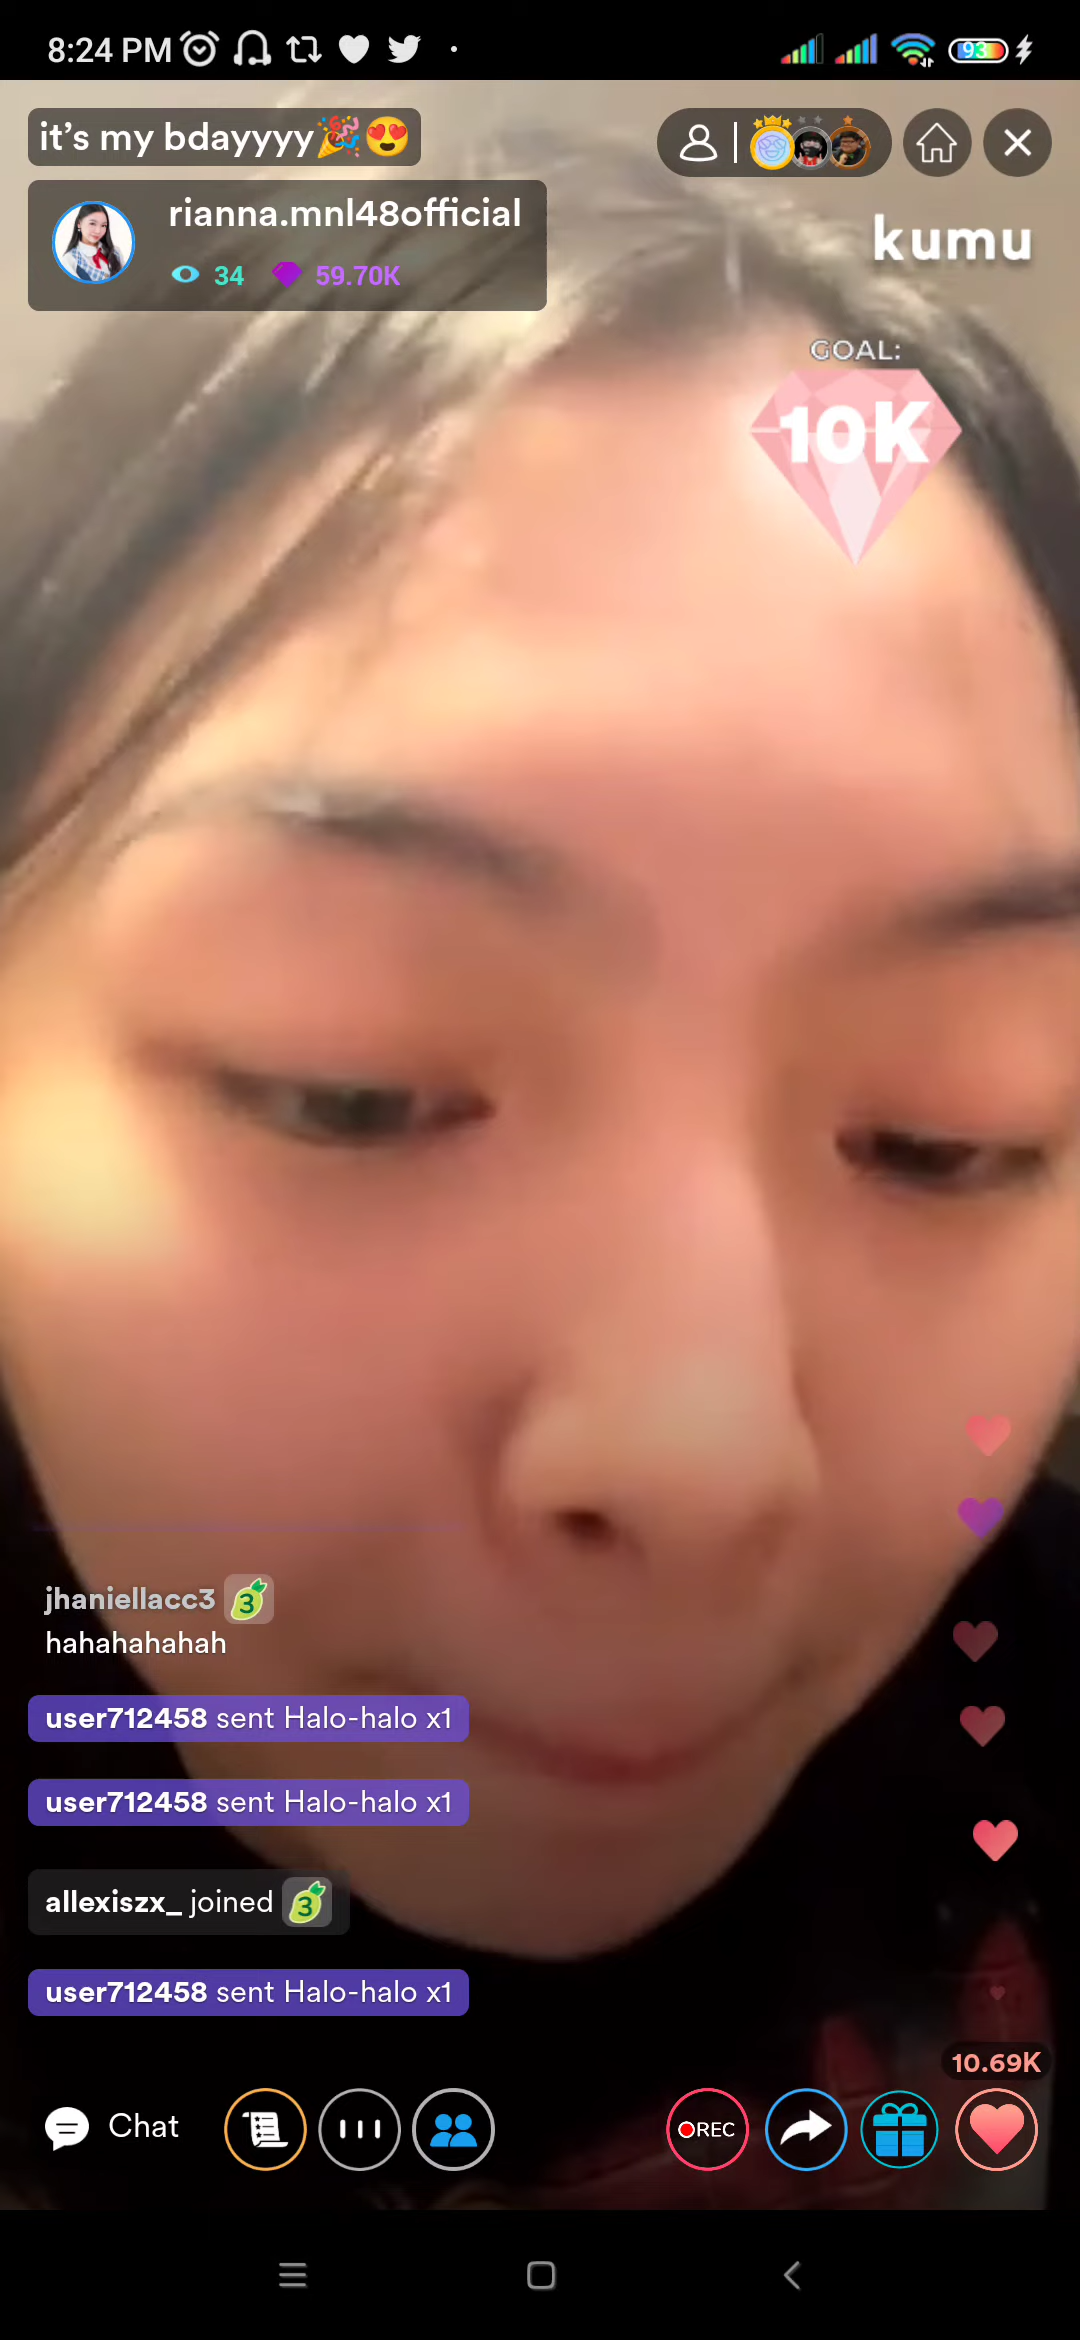 8:24 PM
93
it’s my bdayyyy🎉😍
rianna.mnl48official
34 59.70K
kumu
GOAL:
10K
jhaniellacc3 3
hahahahahah
user712458 sent Halo-halo x1
user712458 sent Halo-halo x1
allexiszx_ joined 3
user712458 sent Halo-halo x1
10.69K
Chat
REC